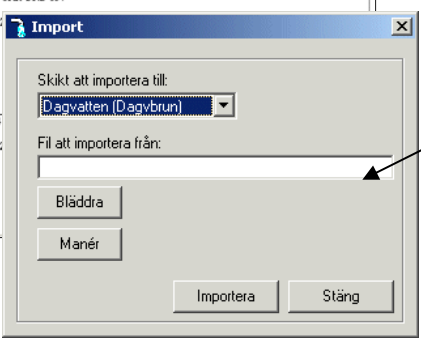 Import
Skikt att importera till:
Dagvatten (Dagvbrun)
Fil att importera från:
Bläddra
Manér
Importera
Stäng